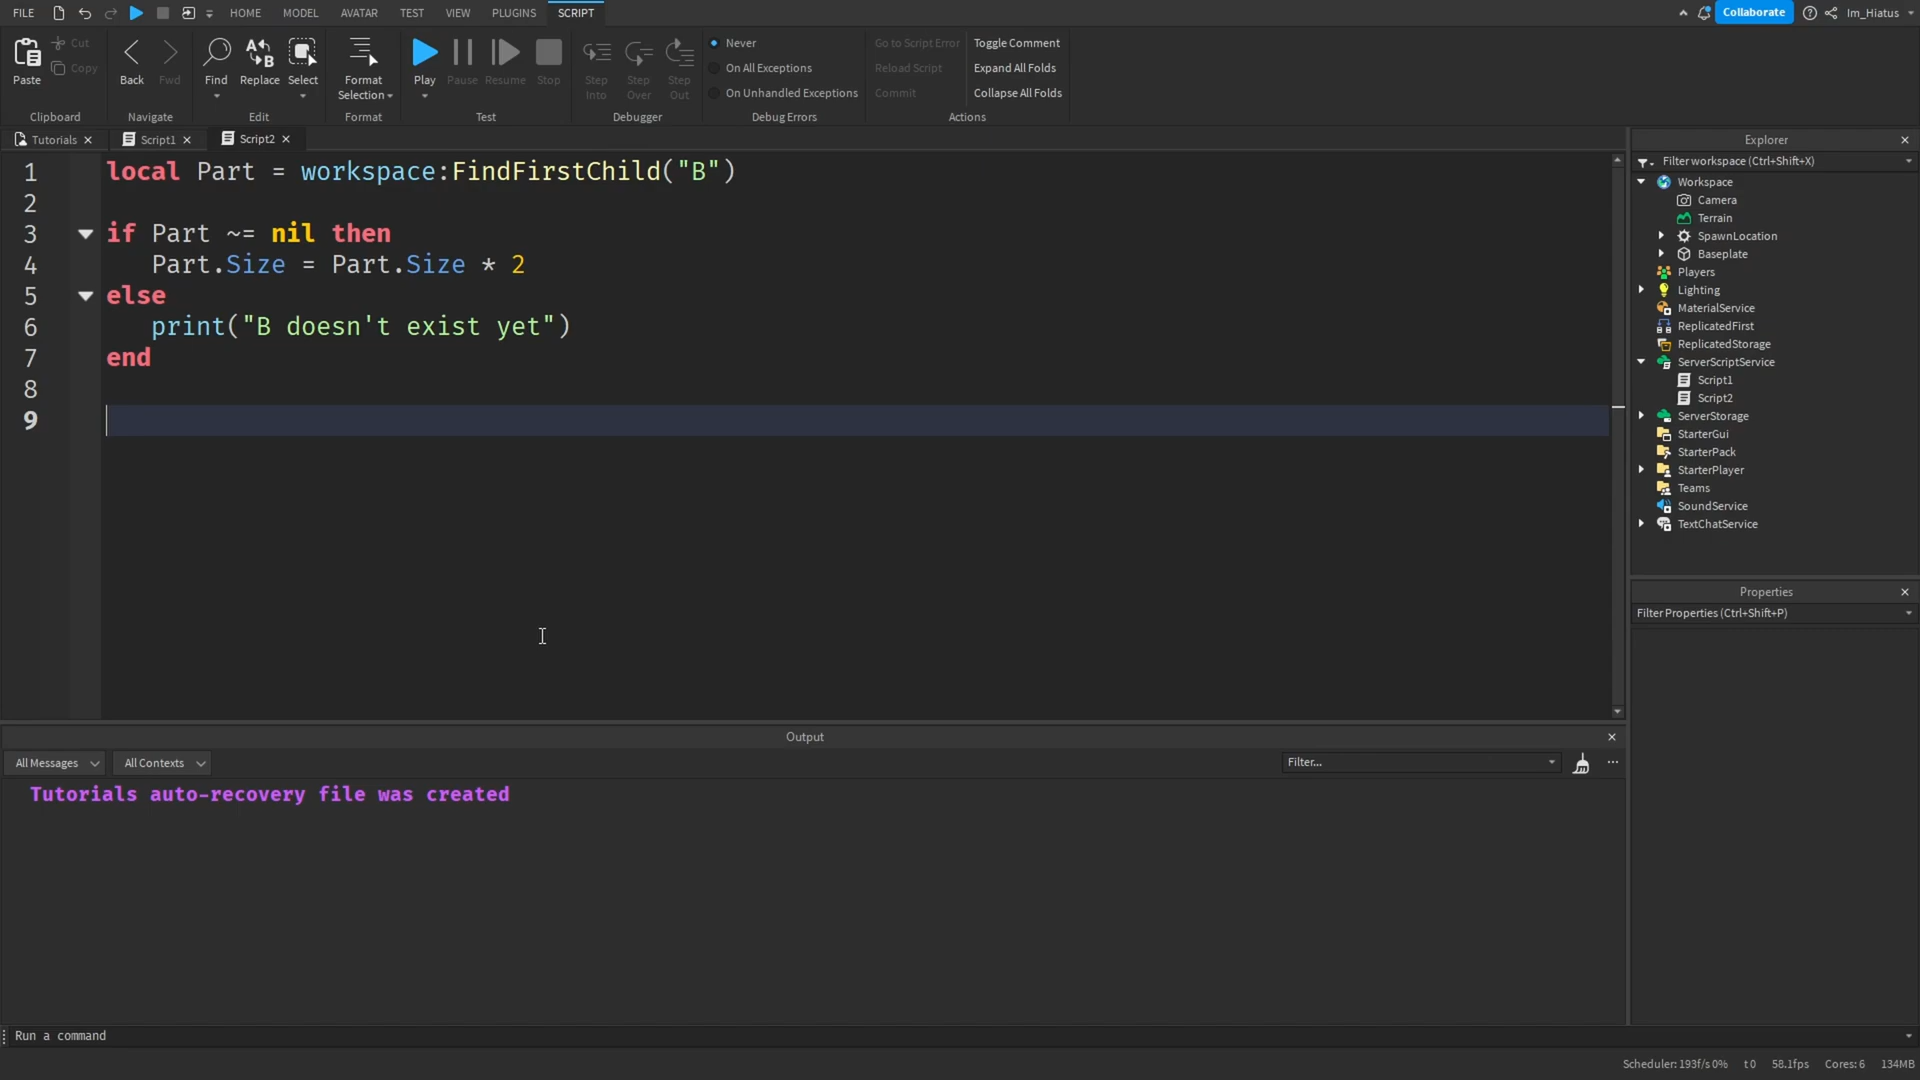 FILE HOME MODEL AVATAR TEST VIEW PLUGINS SCRIPT Collaborate Im_Hiatus
Paste Cut Copy
Clipboard
Back Fwd
Navigate
Find Replace Select
Edit
Format Selection
Format
Play Pause Resume Stop
Test
Step Into Step Over Step Out
Debugger
Never
On All Exceptions
On Unhandled Exceptions
Debug Errors
Go to Script Error Toggle Comment
Reload Script Expand All Folds
Commit Collapse All Folds
Actions
Tutorials Script1 Script2
1 local Part = workspace:FindFirstChild("B")
2
3 if Part ~= nil then
4 Part.Size = Part.Size * 2
5 else
6 print("B doesn't exist yet")
7 end
8
9
Output
All Messages All Contexts Filter...
Tutorials auto-recovery file was created
Run a command
Explorer
Filter workspace (Ctrl+Shift+X)
Workspace
Camera
Terrain
SpawnLocation
Baseplate
Players
Lighting
MaterialService
ReplicatedFirst
ReplicatedStorage
ServerScriptService
Script1
Script2
ServerStorage
StarterGui
StarterPack
StarterPlayer
Teams
SoundService
TextChatService
Properties
Filter Properties (Ctrl+Shift+P)
Scheduler: 193f/s 0% t 0 58.1fps Cores: 6 134MB